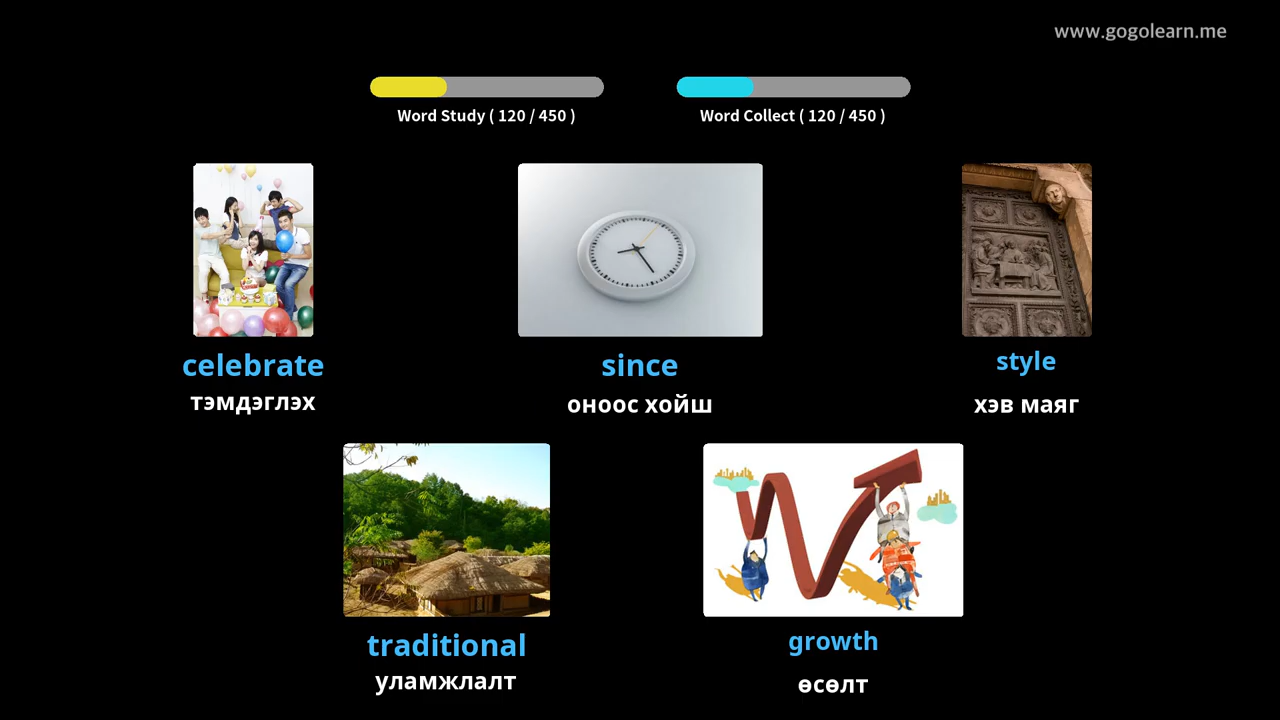 www.gogolearn.me
Word Study ( 120 / 450 )
Word Collect ( 120 / 450 )
celebrate
тэмдэглэх
since
оноос хойш
style
хэв маяг
traditional
уламжлалт
growth
өсөлт